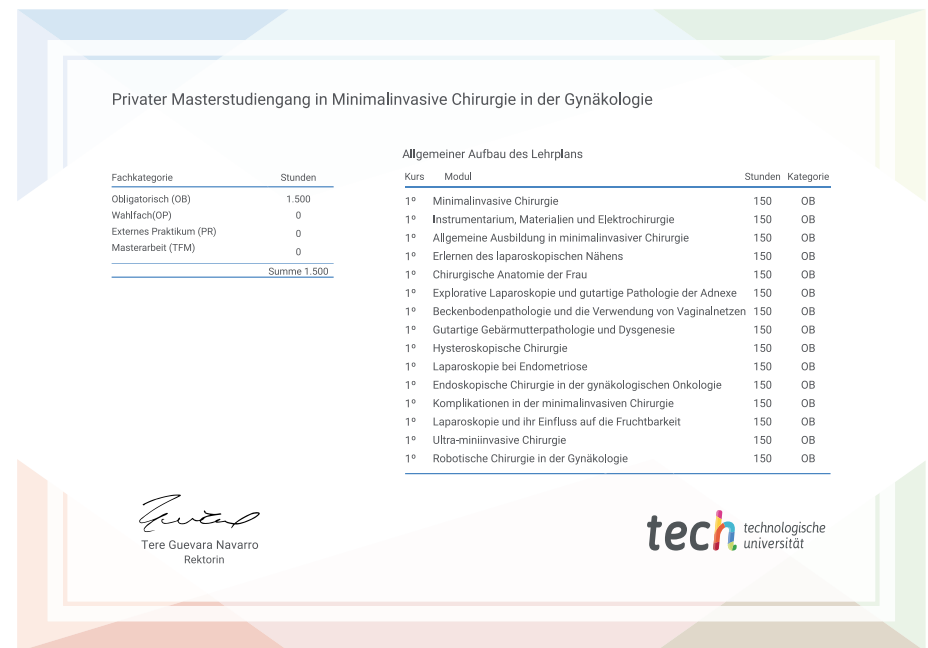 Privater Masterstudiengang in Minimalinvasive Chirurgie in der Gynäkologie
Fachkategorie Stunden
Obligatorisch (OB) 1.500
Wahlfach(OP) 0
Externes Praktikum (PR) 0
Masterarbeit (TFM) 0
Summe 1.500
Allgemeiner Aufbau des Lehrplans
Kurs Modul Stunden Kategorie
1º Minimalinvasive Chirurgie 150 OB
1º Instrumentarium, Materialien und Elektrochirurgie 150 OB
1º Allgemeine Ausbildung in minimalinvasiver Chirurgie 150 OB
1º Erlernen des laparoskopischen Nähens 150 OB
1º Chirurgische Anatomie der Frau 150 OB
1º Explorative Laparoskopie und gutartige Pathologie der Adnexe 150 OB
1º Beckenbodenpathologie und die Verwendung von Vaginalnetzen 150 OB
1º Gutartige Gebärmutterpathologie und Dysgenesie 150 OB
1º Hysteroskopische Chirurgie 150 OB
1º Laparoskopie bei Endometriose 150 OB
1º Endoskopische Chirurgie in der gynäkologischen Onkologie 150 OB
1º Komplikationen in der minimalinvasiven Chirurgie 150 OB
1º Laparoskopie und ihr Einfluss auf die Fruchtbarkeit 150 OB
1º Ultra-miniinvasive Chirurgie 150 OB
1º Robotische Chirurgie in der Gynäkologie 150 OB
Tere Guevara Navarro
Rektorin
tech technologische
universität